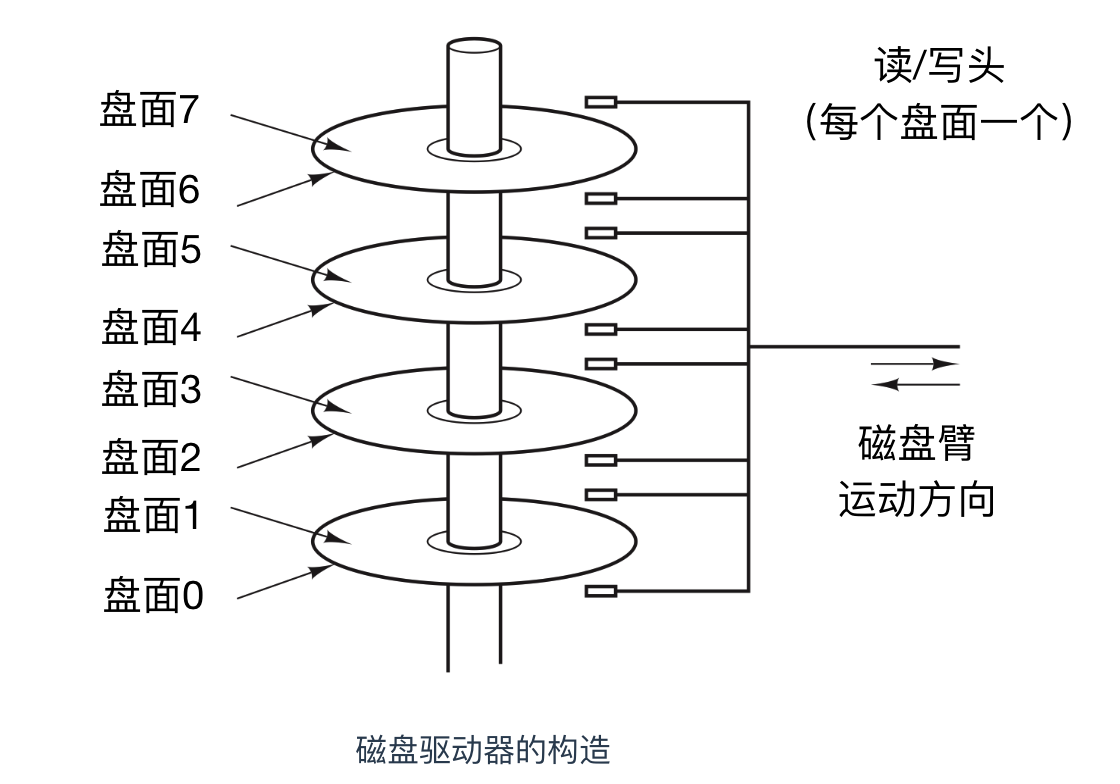 读/写头
(每个盘面一个)
盘面7
盘面6
盘面5
盘面4
盘面3
盘面2
盘面1
盘面0
磁盘臂
运动方向
磁盘驱动器的构造